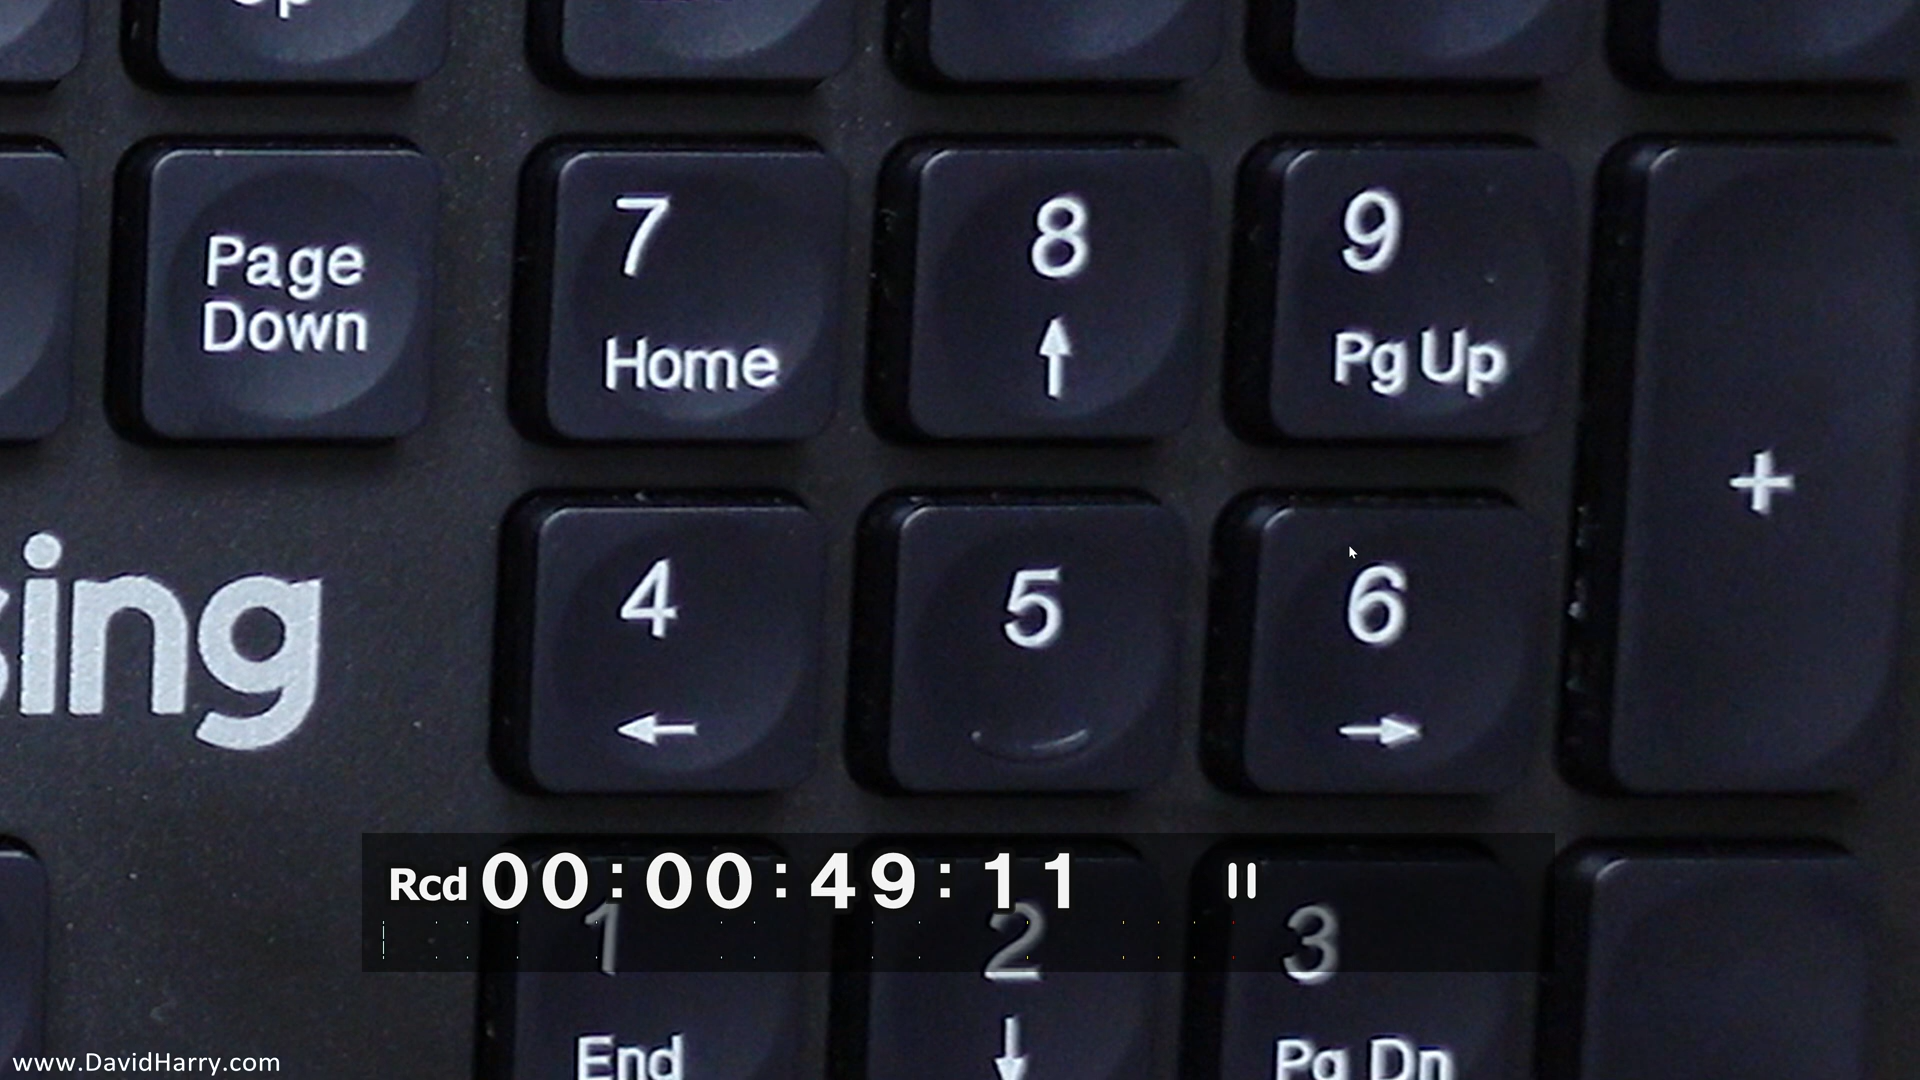 Page
Down
7
Home
8
9
Pg Up
+
sing
4
5
6
Rcd 00:00:49:11
1
2
3
End
Pg Dn
www.DavidHarry.com